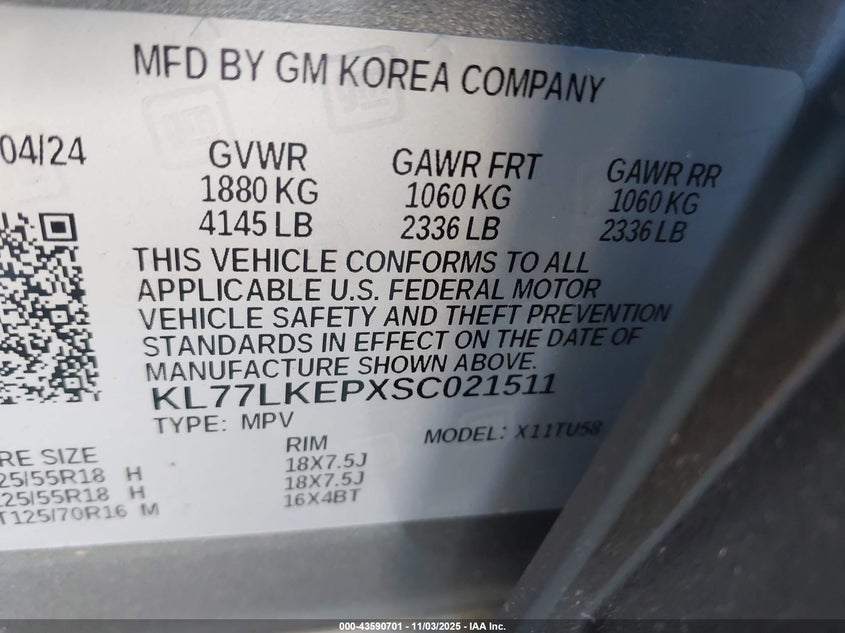 MFD BY GM KOREA COMPANY
04/24
GVWR GAWR FRT GAWR RR
1880 KG 1060 KG 1060 KG
4145 LB 2336 LB 2336 LB
THIS VEHICLE CONFORMS TO ALL
APPLICABLE U.S. FEDERAL MOTOR
VEHICLE SAFETY AND THEFT PREVENTION
STANDARDS IN EFFECT ON THE DATE OF
MANUFACTURE SHOWN ABOVE.
KL77LKEPXSC021511
TYPE: MPV MODEL: X11TU58
RE SIZE RIM
25/55R18 H 18X7.5J
25/55R18 H 18X7.5J
T125/70R16 M 16X4BT
000-43590701 - 11/03/2025 - IAA Inc.